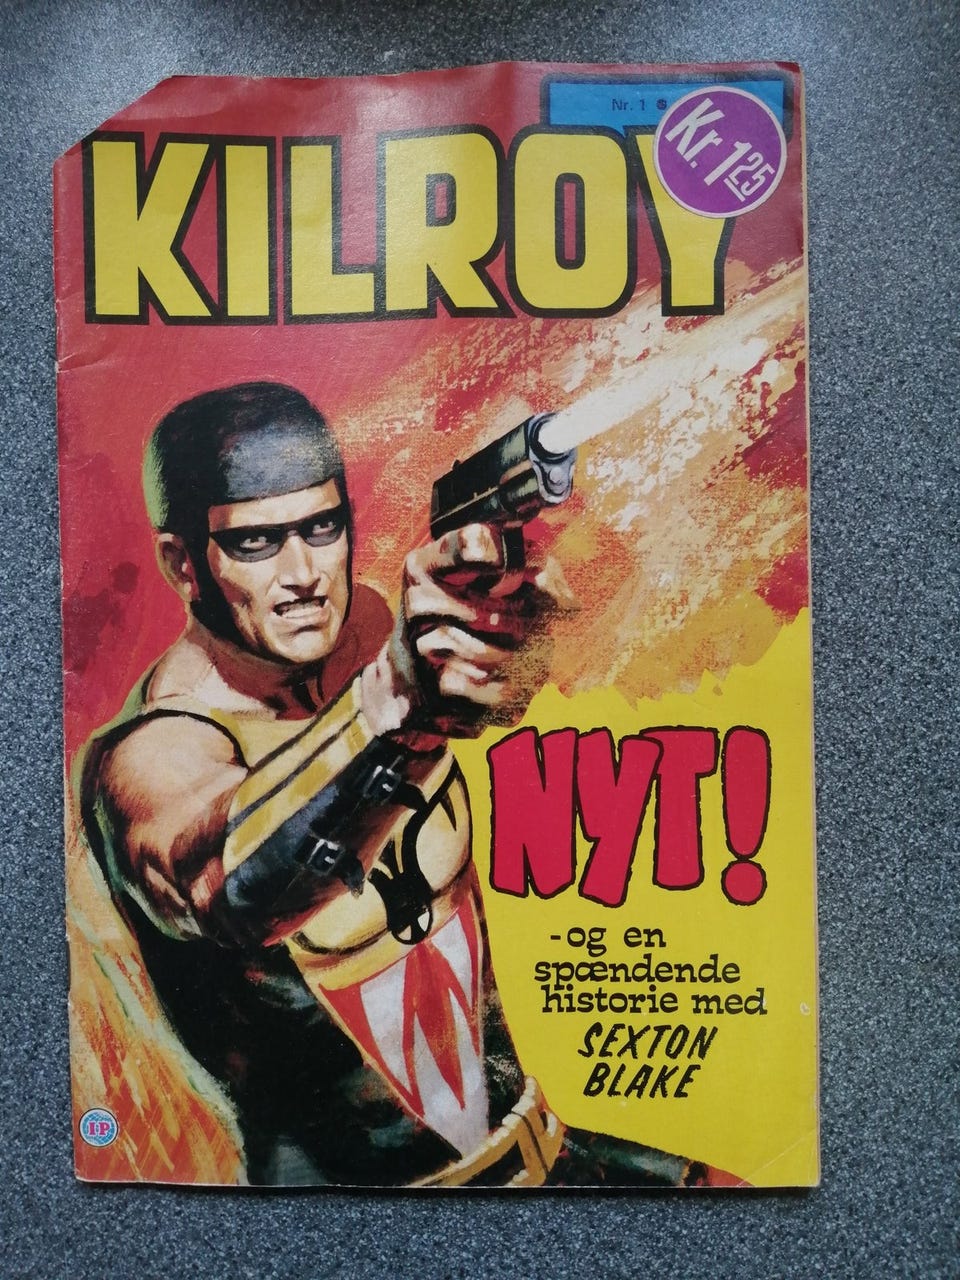 Nr. 1
Kr. 1.25
KILROY
NYT!
- og en
spændende
historie med
SEXTON
BLAKE
I·P